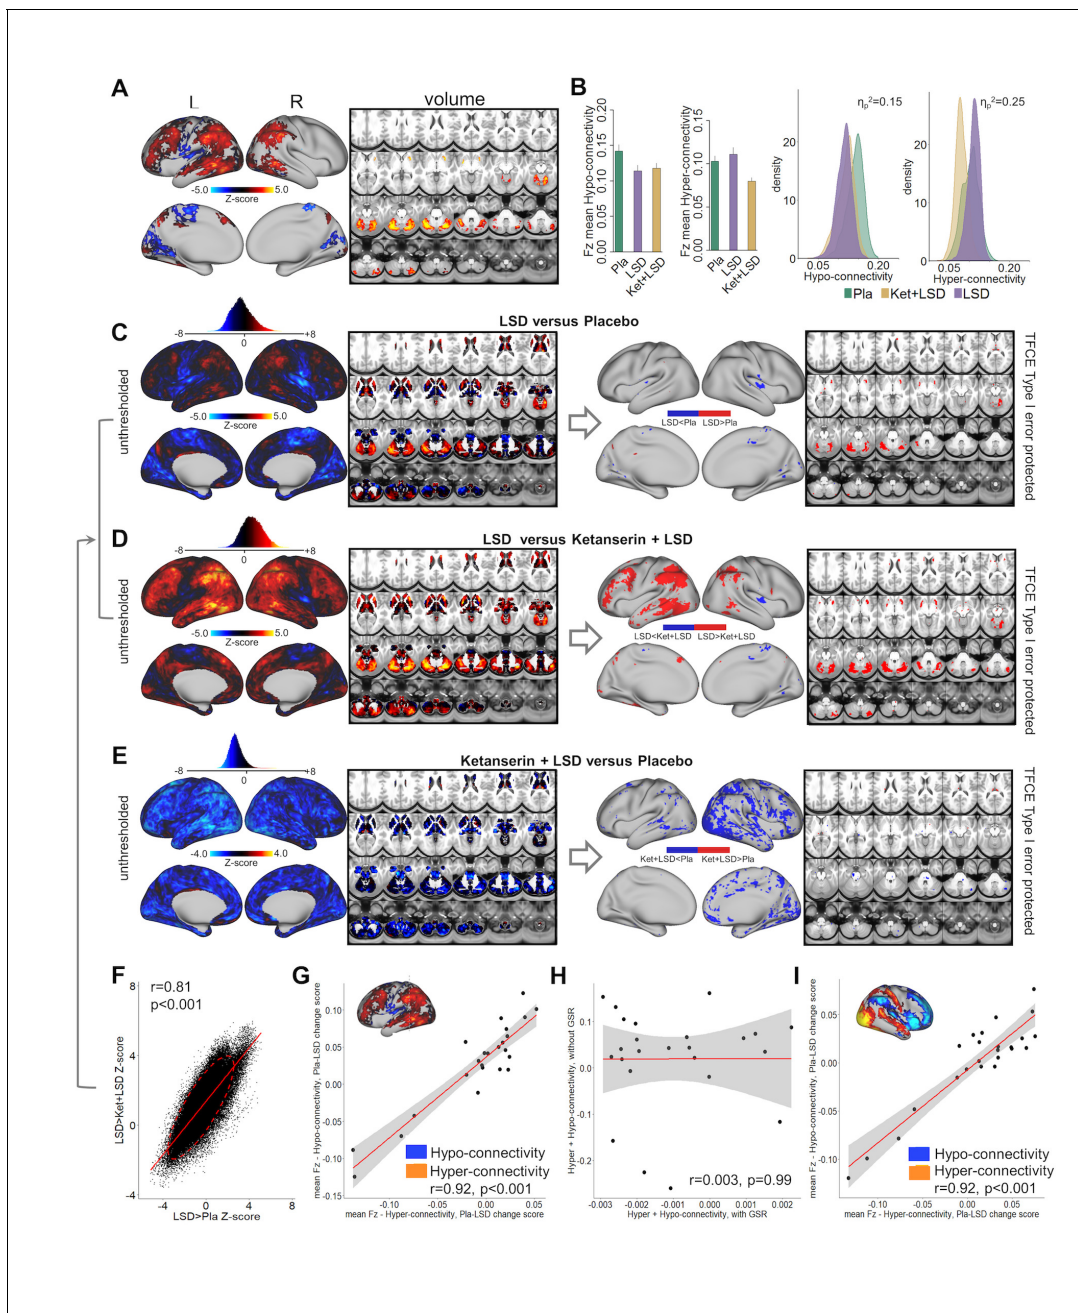 A
L R
volume
-5.0 5.0
Z-score
B
Fz mean Hypo-connectivity
0.00 0.05 0.10 0.15 0.20
Pla LSD Ket+LSD
Fz mean Hyper-connectivity
0.00 0.05 0.10 0.15 0.20
Pla LSD Ket+LSD
ηp²=0.15
density
20
10
0
0.05 0.20
Hypo-connectivity
ηp²=0.25
density
20
10
0
0.05 0.20
Hyper-connectivity
Pla Ket+LSD LSD
C
LSD versus Placebo
-8 0 +8
unthresholded
-5.0 5.0
Z-score
LSD<Pla LSD>Pla
TFCE Type I error protected
D
LSD versus Ketanserin + LSD
-8 0 +8
unthresholded
-5.0 5.0
Z-score
LSD<Ket+LSD LSD>Ket+LSD
TFCE Type I error protected
E
Ketanserin + LSD versus Placebo
-8 0 +8
unthresholded
-4.0 4.0
Z-score
Ket+LSD<Pla Ket+LSD>Pla
TFCE Type I error protected
F
r=0.81
p<0.001
LSD>Ket+LSD Z-score
8
4
0
-4
-4 0 4 8
LSD>Pla Z-score
G
mean Fz - Hypo-connectivity, Pla-LSD change score
0.10
0.05
0.00
-0.05
-0.10
-0.15
Hypo-connectivity
Hyper-connectivity
r=0.92, p<0.001
-0.10 -0.05 0.00 0.05
mean Fz - Hyper-connectivity, Pla-LSD change score
H
Hyper + Hypo-connectivity, without GSR
0.1
0.0
-0.1
-0.2
r=0.003, p=0.99
-0.003 -0.002 -0.001 0.000 0.001 0.002
Hyper + Hypo-connectivity, with GSR
I
mean Fz - Hypo-connectivity, Pla-LSD change score
0.05
0.00
-0.05
-0.10
Hypo-connectivity
Hyper-connectivity
r=0.92, p<0.001
-0.10 -0.05 0.00 0.05
mean Fz - Hyper-connectivity, Pla-LSD change score